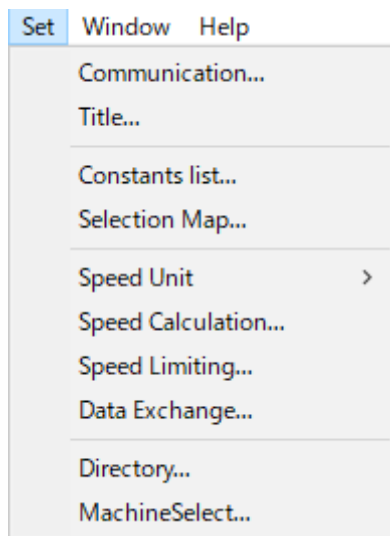 Set Window Help
Communication...
Title...
Constants list...
Selection Map...
Speed Unit >
Speed Calculation...
Speed Limiting...
Data Exchange...
Directory...
MachineSelect...